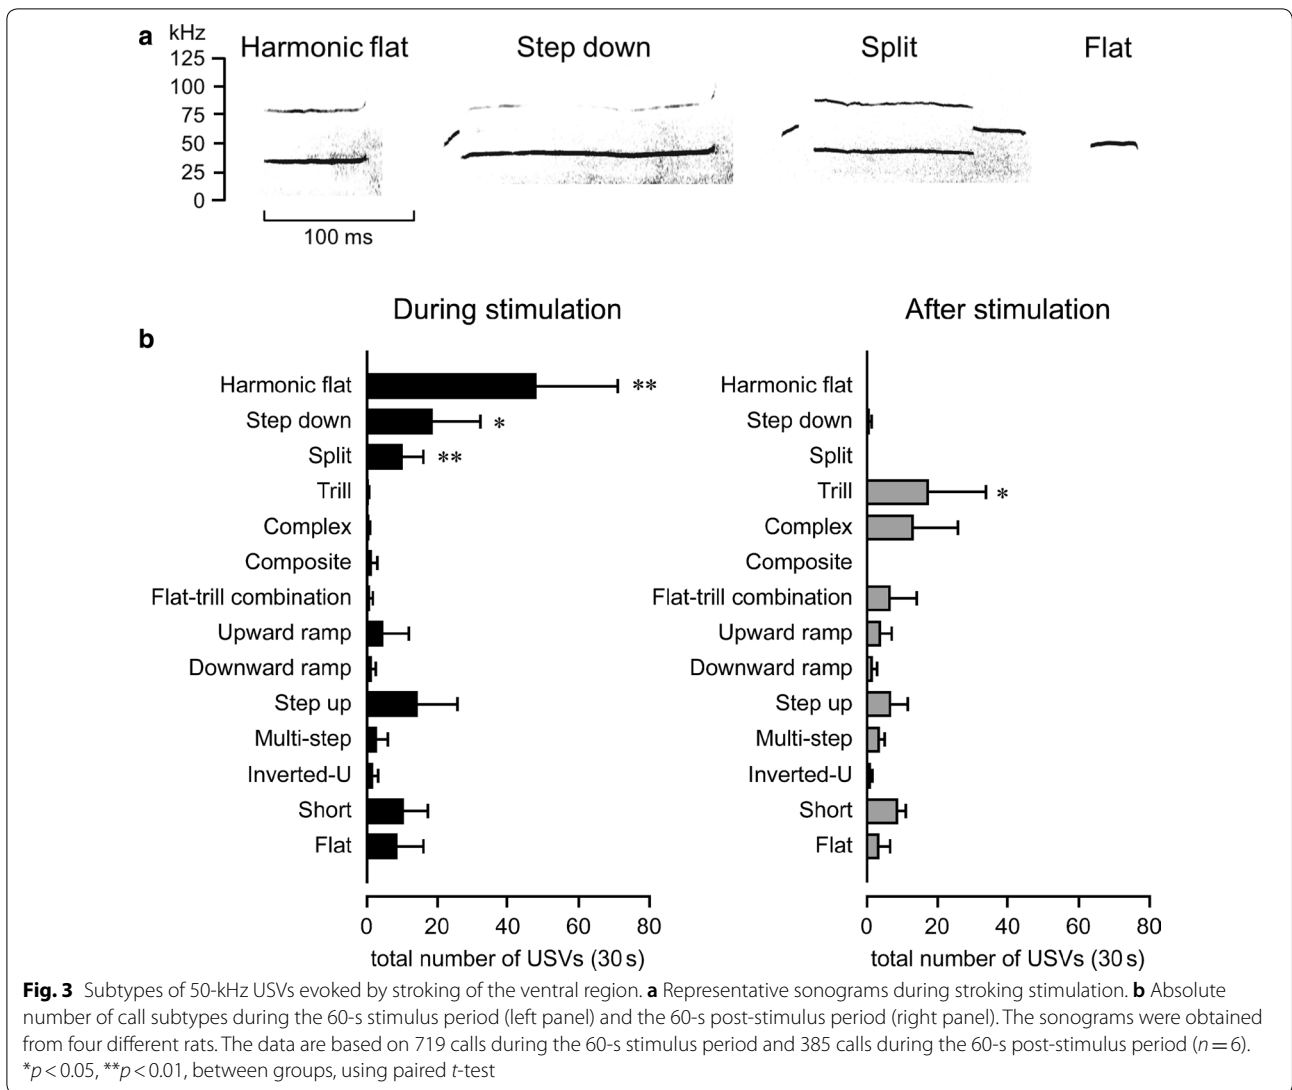 a
kHz
125
100
75
50
25
0
Harmonic flat
Step down
Split
Flat
100 ms
b
During stimulation
Harmonic flat **
Step down *
Split **
Trill
Complex
Composite
Flat-trill combination
Upward ramp
Downward ramp
Step up
Multi-step
Inverted-U
Short
Flat
0 20 40 60 80
total number of USVs (30 s)
After stimulation
Harmonic flat
Step down
Split
Trill *
Complex
Composite
Flat-trill combination
Upward ramp
Downward ramp
Step up
Multi-step
Inverted-U
Short
Flat
0 20 40 60 80
total number of USVs (30 s)
Fig. 3 Subtypes of 50-kHz USVs evoked by stroking of the ventral region. a Representative sonograms during stroking stimulation. b Absolute
number of call subtypes during the 60-s stimulus period (left panel) and the 60-s post-stimulus period (right panel). The sonograms were obtained
from four different rats. The data are based on 719 calls during the 60-s stimulus period and 385 calls during the 60-s post-stimulus period (n = 6).
*p < 0.05, **p < 0.01, between groups, using paired t-test